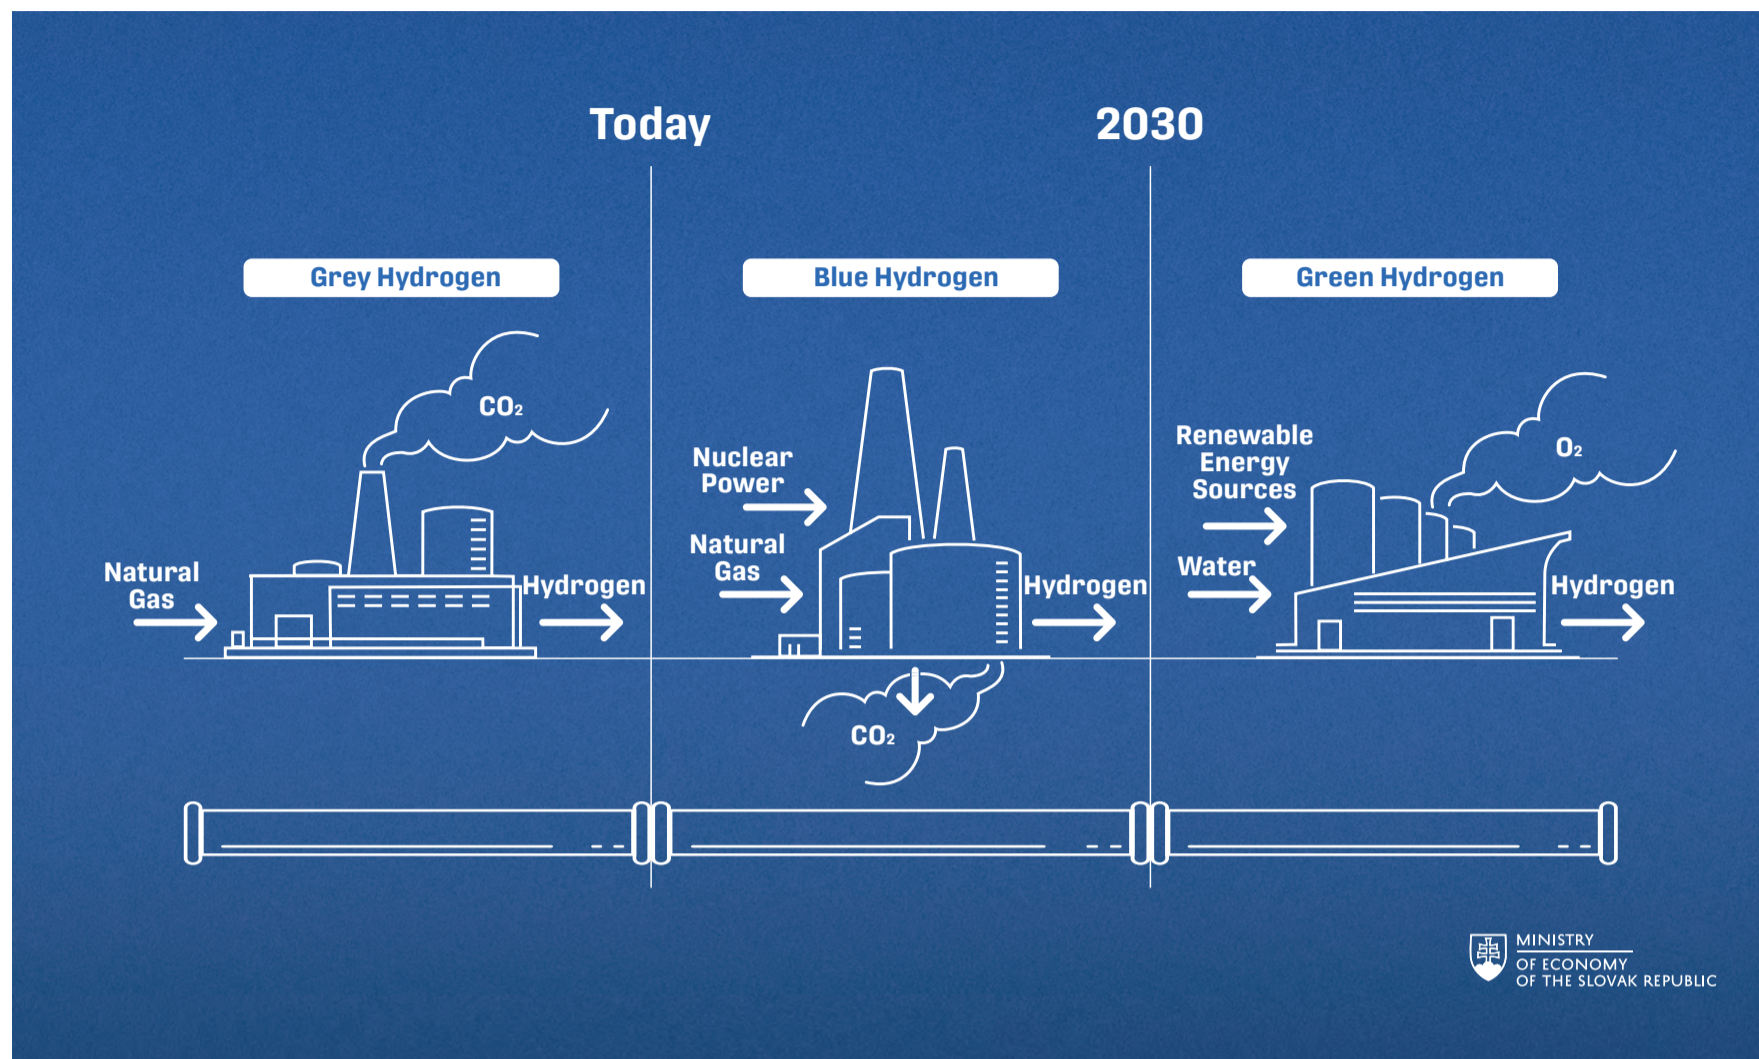 Today
2030
Grey Hydrogen
Blue Hydrogen
Green Hydrogen
CO₂
Natural
Gas
Hydrogen
Nuclear
Power
Natural
Gas
Hydrogen
CO₂
Renewable
Energy
Sources
Water
O₂
Hydrogen
MINISTRY
OF ECONOMY
OF THE SLOVAK REPUBLIC